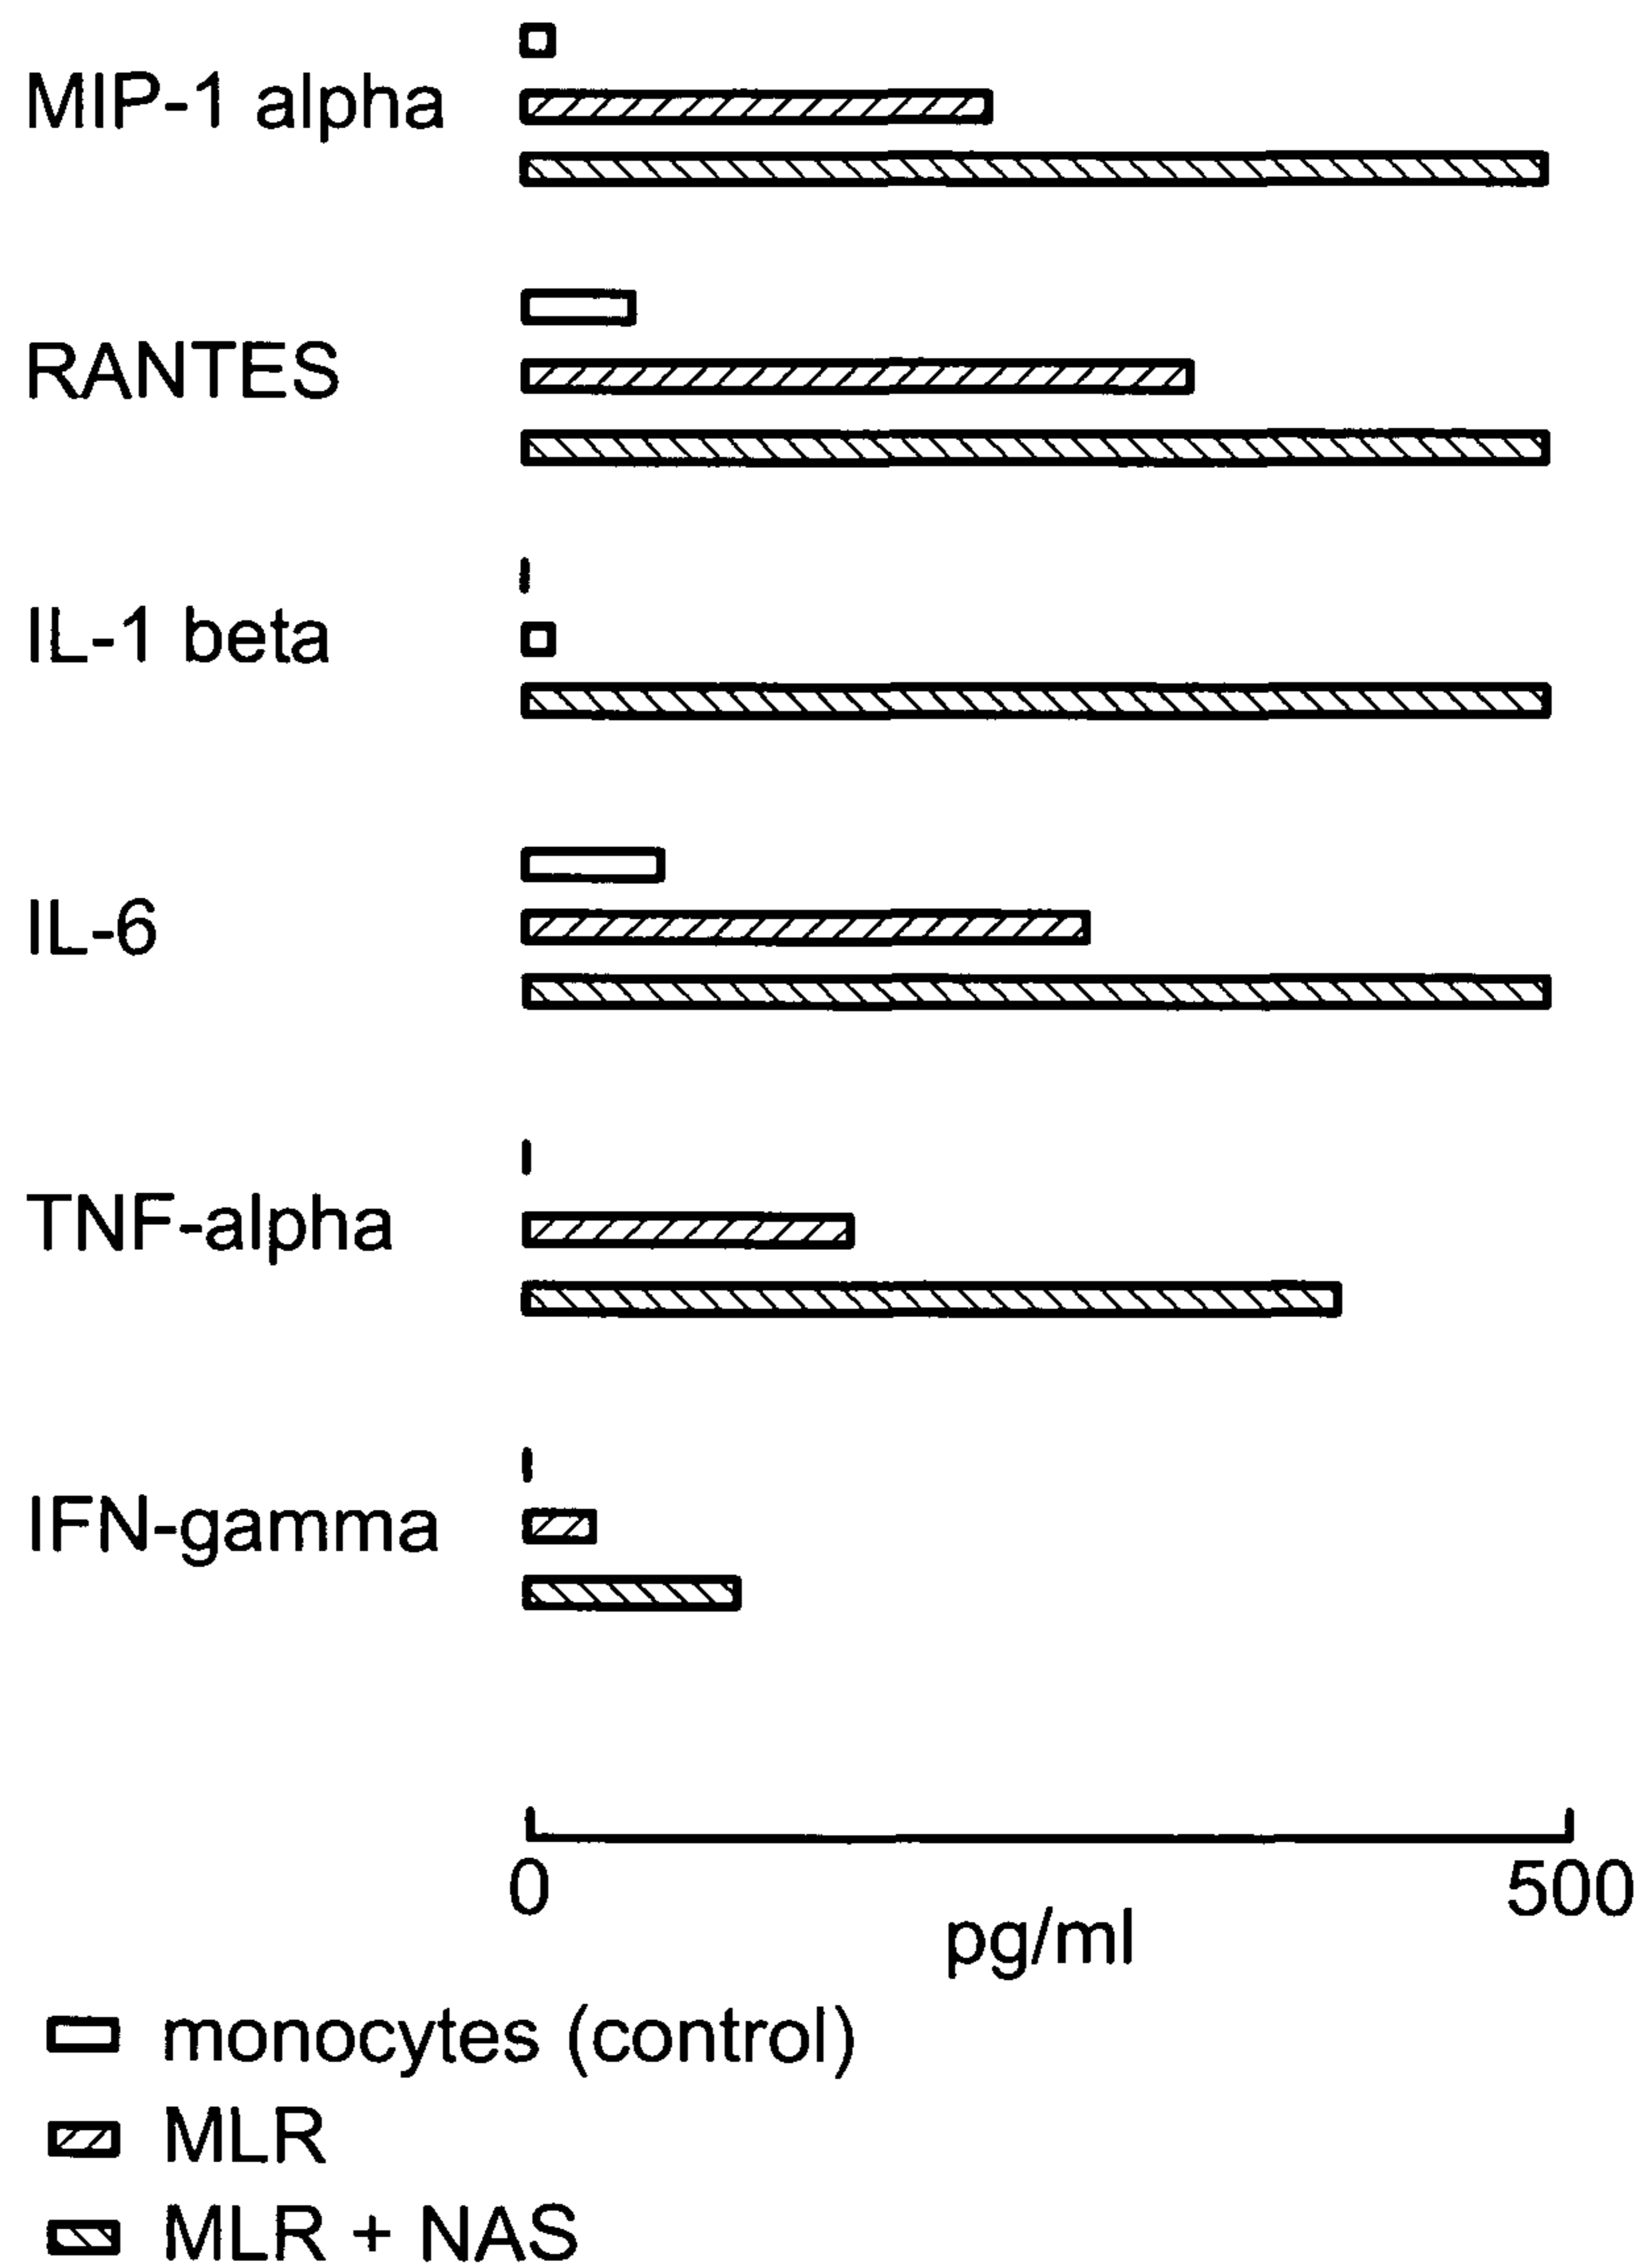 MIP-1 alpha
RANTES
IL-1 beta
IL-6
TNF-alpha
IFN-gamma
0 500
pg/ml
monocytes (control)
MLR
MLR + NAS